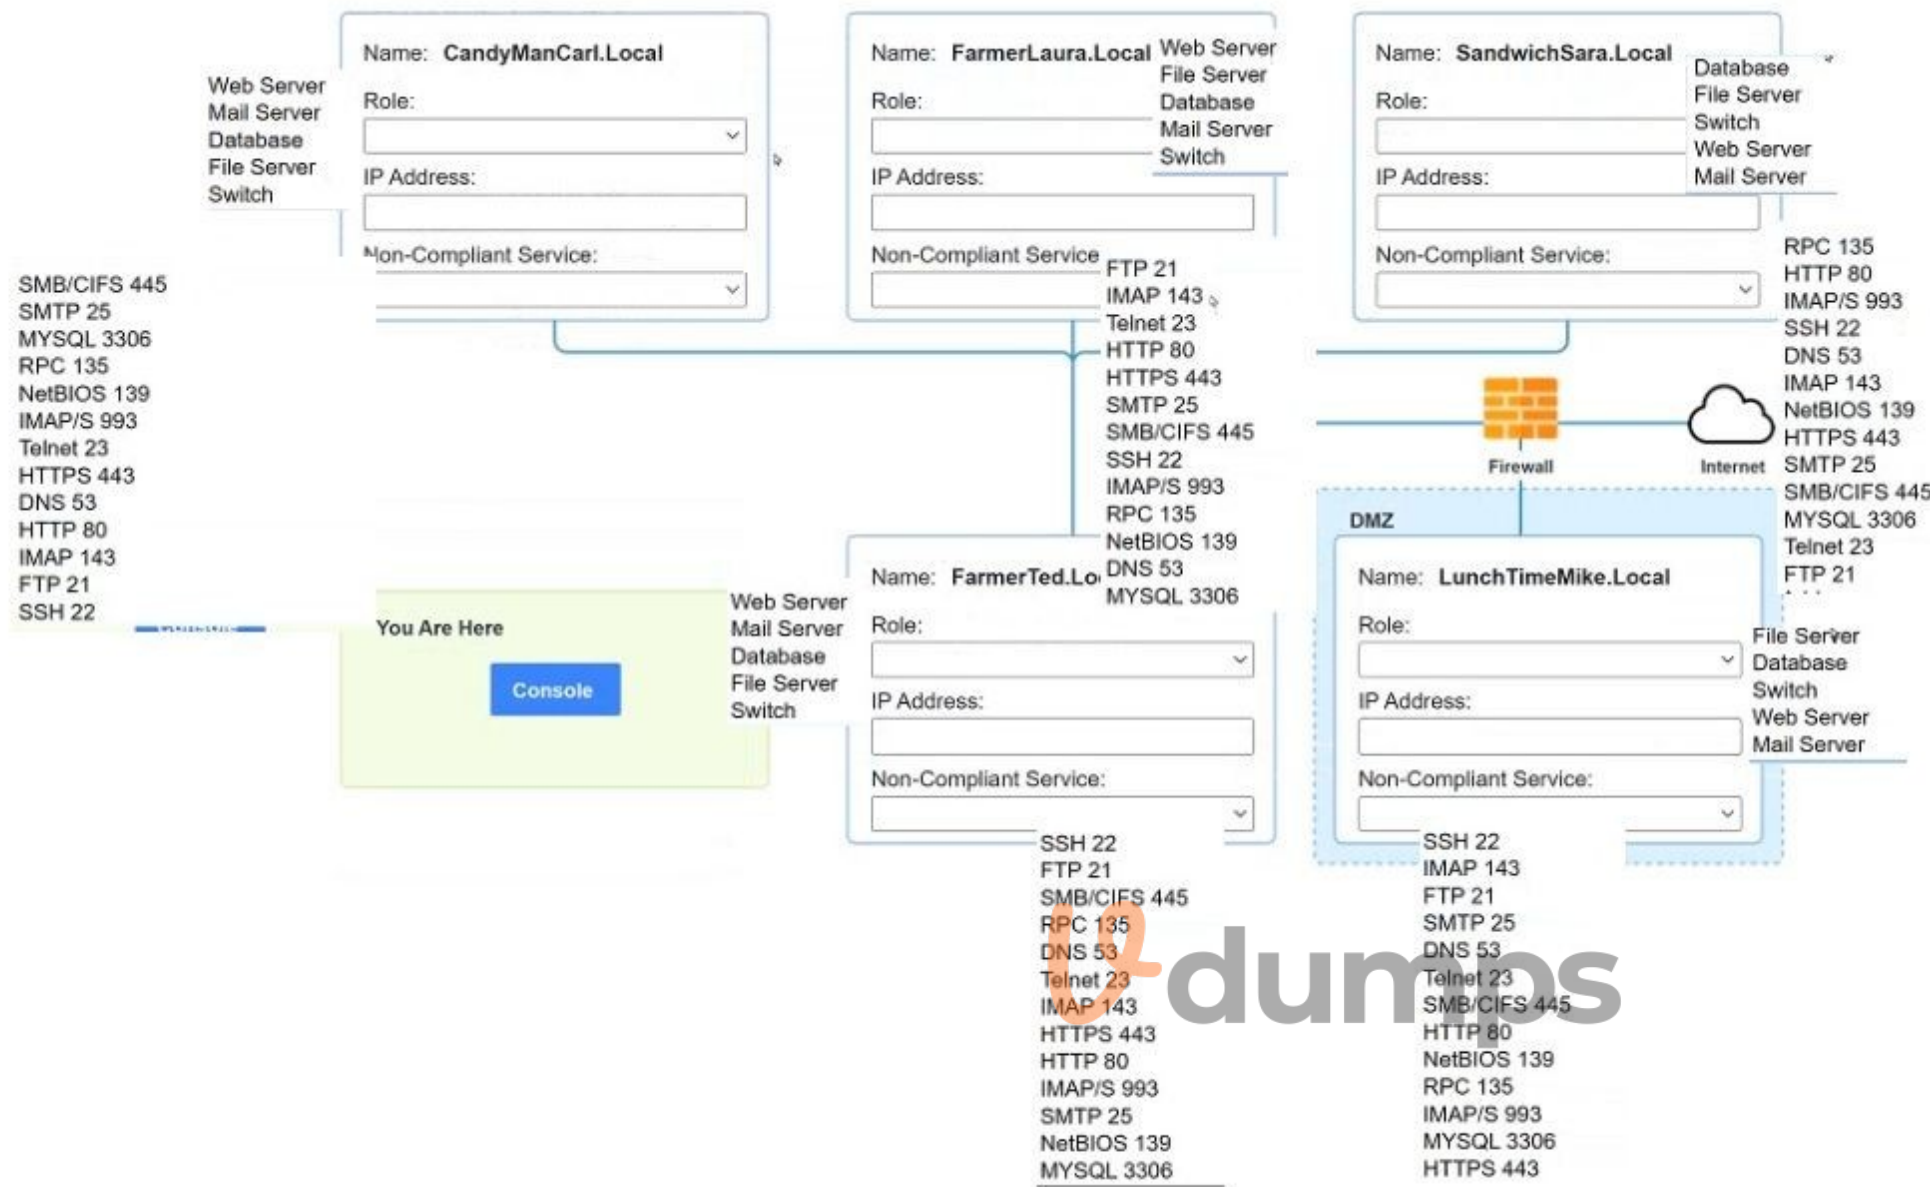 Name: CandyManCarl.Local
Web Server
Mail Server
Database
File Server
Switch
Role:
IP Address:
Non-Compliant Service:
SMB/CIFS 445
SMTP 25
MYSQL 3306
RPC 135
NetBIOS 139
IMAP/S 993
Telnet 23
HTTPS 443
DNS 53
HTTP 80
IMAP 143
FTP 21
SSH 22
Console
Name: FarmerLaura.Local
Web Server
File Server
Database
Mail Server
Switch
Role:
IP Address:
Non-Compliant Service
FTP 21
IMAP 143
Telnet 23
HTTP 80
HTTPS 443
SMTP 25
SMB/CIFS 445
SSH 22
IMAP/S 993
RPC 135
NetBIOS 139
DNS 53
MYSQL 3306
Name: SandwichSara.Local
Database
File Server
Switch
Web Server
Mail Server
Role:
IP Address:
Non-Compliant Service:
RPC 135
HTTP 80
IMAP/S 993
SSH 22
DNS 53
IMAP 143
NetBIOS 139
HTTPS 443
SMTP 25
SMB/CIFS 445
MYSQL 3306
Telnet 23
FTP 21
Firewall
Internet
You Are Here
Console
Name: FarmerTed.Lo
Web Server
Mail Server
Database
File Server
Switch
Role:
IP Address:
Non-Compliant Service:
SSH 22
FTP 21
SMB/CIFS 445
RPC 135
DNS 53
Telnet 23
IMAP 143
HTTPS 443
HTTP 80
IMAP/S 993
SMTP 25
NetBIOS 139
MYSQL 3306
DMZ
Name: LunchTimeMike.Local
Role:
File Server
Database
Switch
Web Server
Mail Server
IP Address:
Non-Compliant Service:
SSH 22
IMAP 143
FTP 21
SMTP 25
DNS 53
Telnet 23
SMB/CIFS 445
HTTP 80
NetBIOS 139
RPC 135
IMAP/S 993
MYSQL 3306
HTTPS 443
dumps